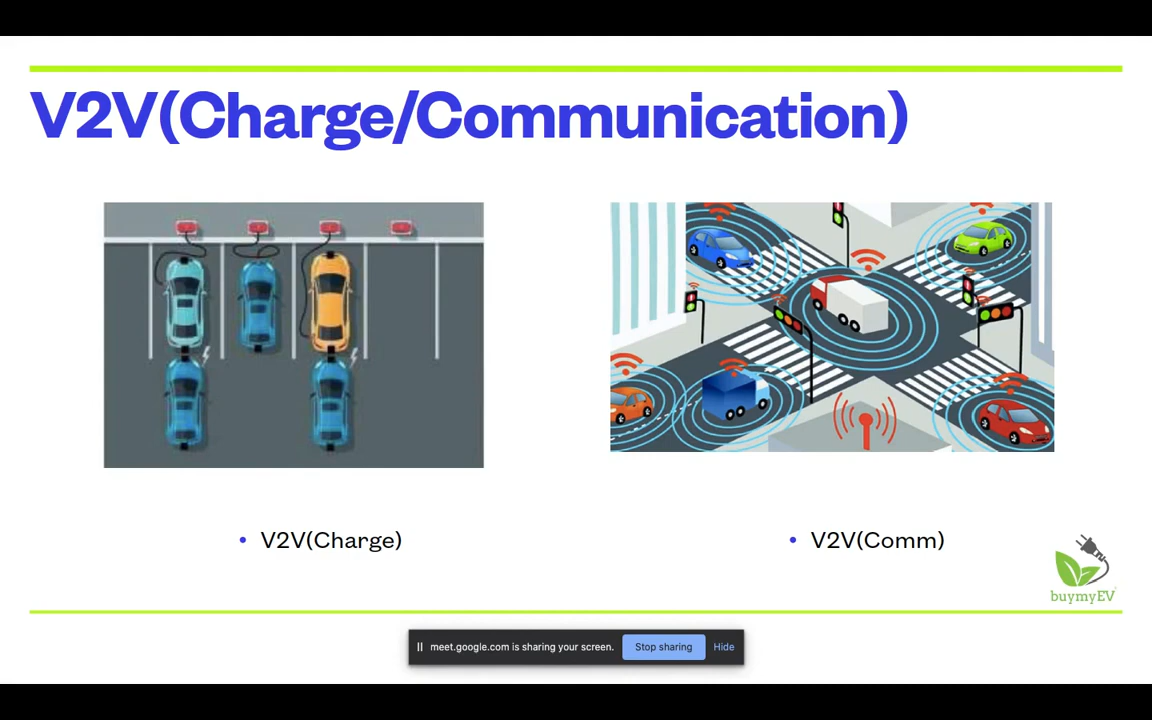 V2V(Charge/Communication)
• V2V(Charge)
• V2V(Comm)
buymyEV
meet.google.com is sharing your screen.
Stop sharing
Hide